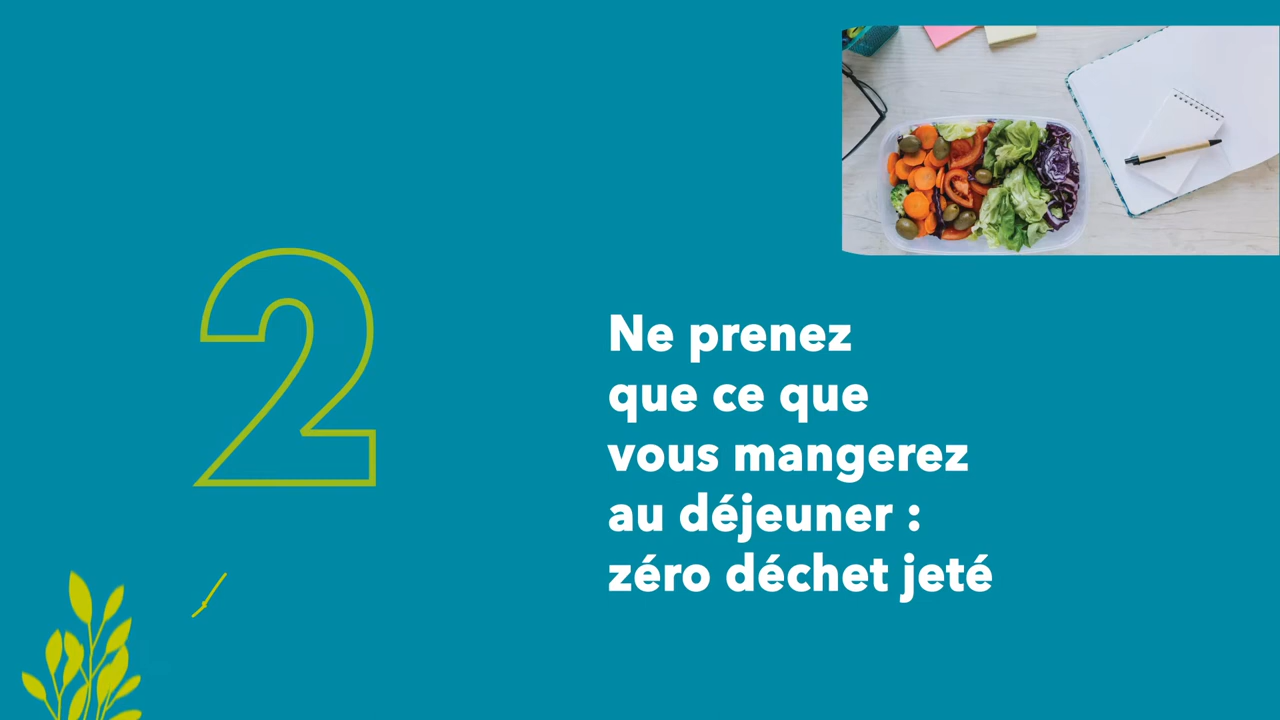 2
Ne prenez
que ce que
vous mangerez
au déjeuner :
zéro déchet jeté